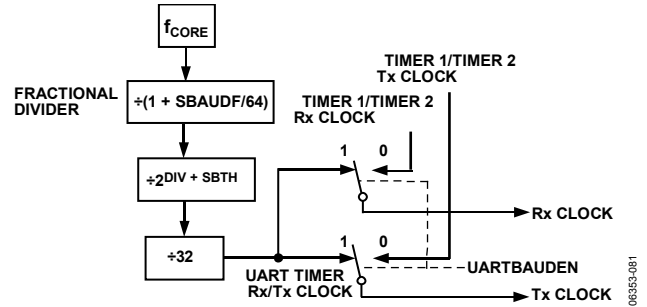 fCORE
FRACTIONAL
DIVIDER
÷(1 + SBAUDF/64)
÷2DIV + SBTH
÷32
TIMER 1/TIMER 2
Tx CLOCK
TIMER 1/TIMER 2
Rx CLOCK
1 0
Rx CLOCK
1 0
UART TIMER
Rx/Tx CLOCK
UARTBAUDEN
Tx CLOCK
06353-081